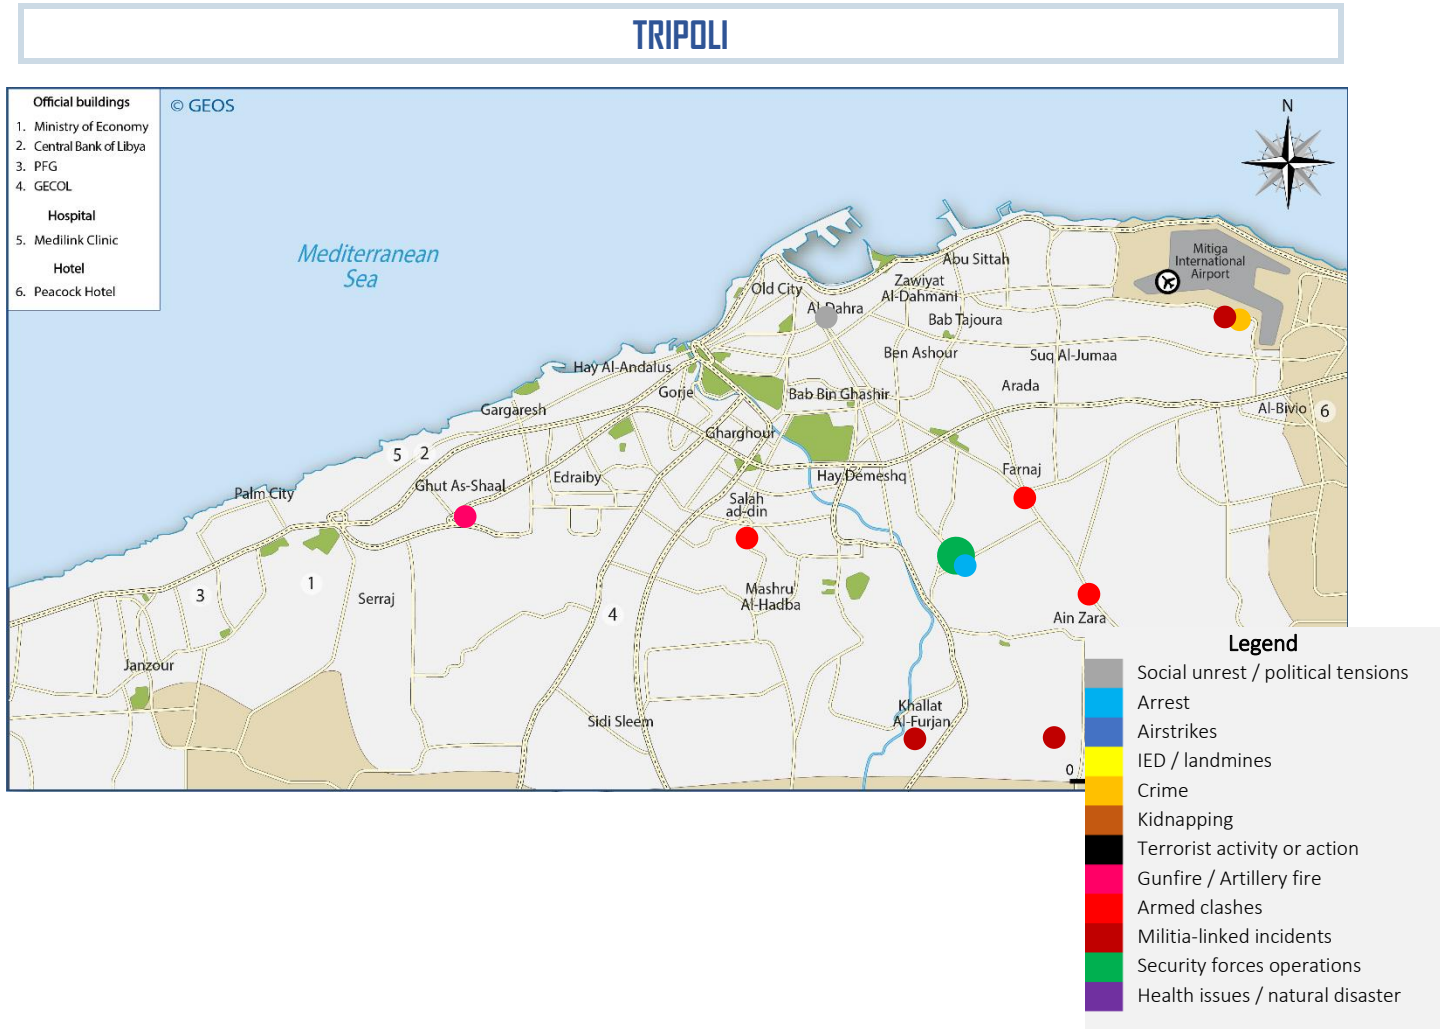 TRIPOLI
Official buildings
1. Ministry of Economy
2. Central Bank of Libya
3. PFG
4. GECOL
Hospital
5. Medilink Clinic
Hotel
6. Peacock Hotel
© GEOS
N
Mediterranean
Sea
Mitiga
International
Airport
Abu Sittah
Zawiyat
Al-Dahmani
Old City
Al-Dahra
Bab Tajoura
Ben Ashour
Suq Al-Jumaa
Hay Al-Andalus
Gorje
Bab Bin Ghashir
Arada
Gargaresh
Al-Bivio
6
Gharghour
5
2
Ghut As-Shaal
Edraiby
Hay Demeshq
Farnaj
Palm City
Salah
ad-din
1
3
Serraj
4
Mashru'
Al-Hadba
Ain Zara
Janzour
Sidi Sleem
Khallat
Al-Furjan
0
Legend
Social unrest / political tensions
Arrest
Airstrikes
IED / landmines
Crime
Kidnapping
Terrorist activity or action
Gunfire / Artillery fire
Armed clashes
Militia-linked incidents
Security forces operations
Health issues / natural disaster